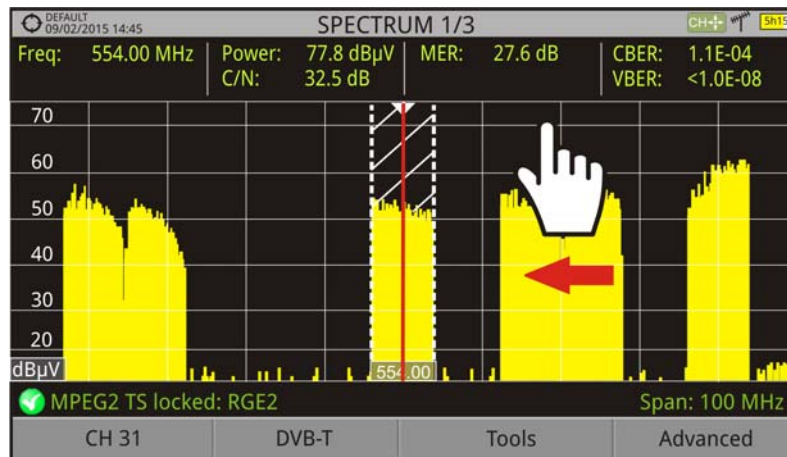 DEFAULT
09/02/2015 14:45
SPECTRUM 1/3
CH
5h15
Freq: 554.00 MHz
Power: 77.8 dBµV
C/N: 32.5 dB
MER: 27.6 dB
CBER: 1.1E-04
VBER: <1.0E-08
70
60
50
40
30
20
dBµV
554.00
MPEG2 TS locked: RGE2
Span: 100 MHz
CH 31
DVB-T
Tools
Advanced